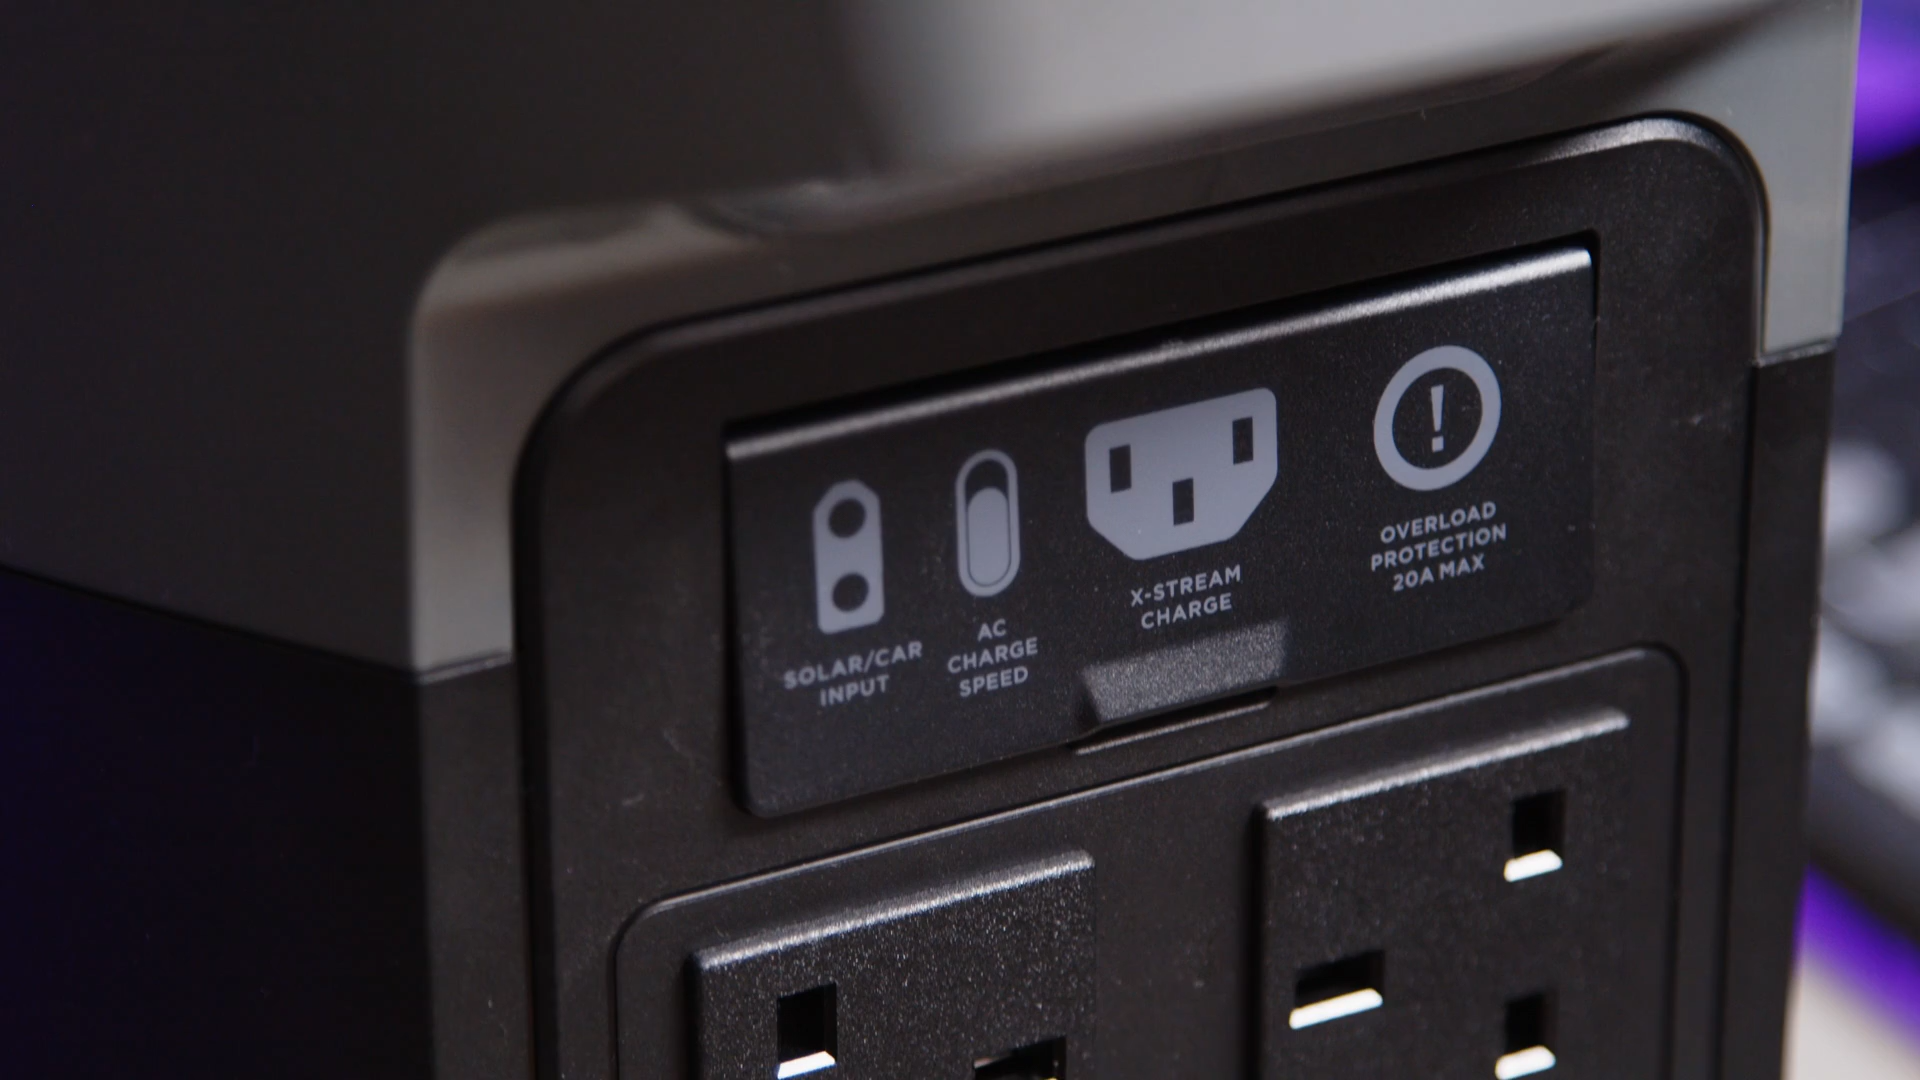 SOLAR/CAR
INPUT
AC
CHARGE
SPEED
X-STREAM
CHARGE
!
OVERLOAD
PROTECTION
20A MAX